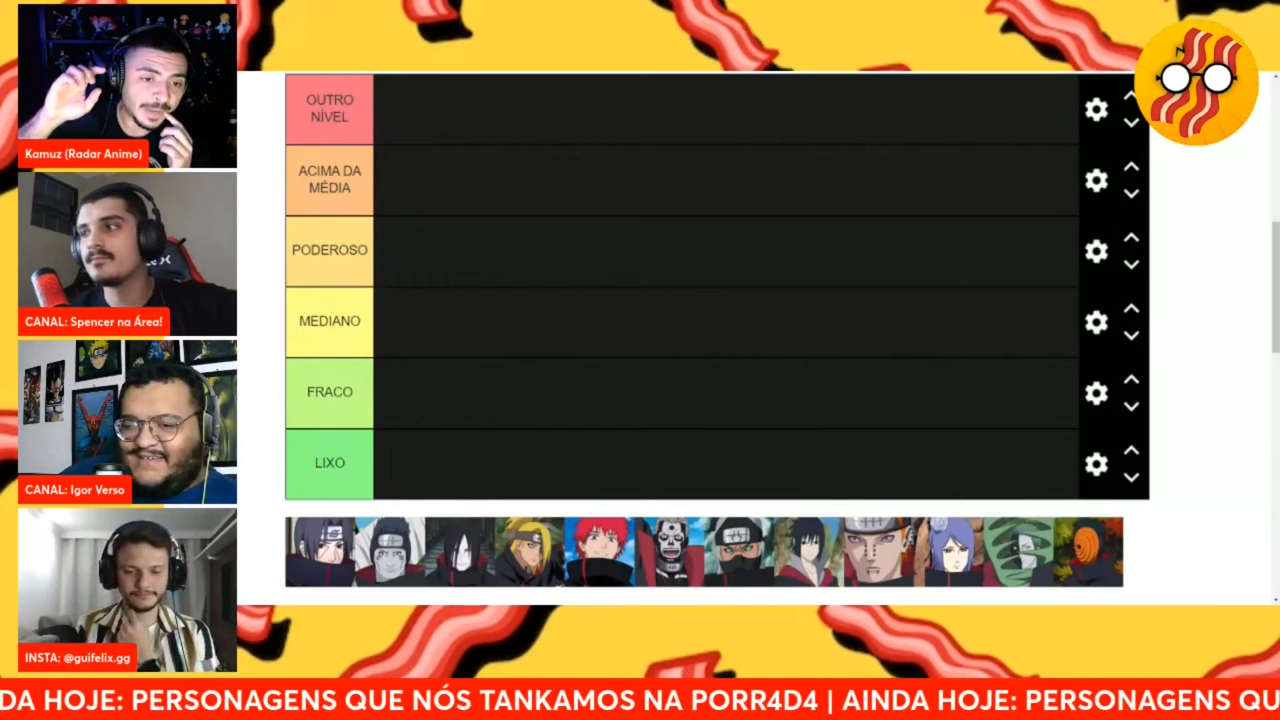 Kamuz (Radar Anime)
CANAL: Spencer na Área!
CANAL: Igor Verso
INSTA: @guifelix.gg
OUTRO
NÍVEL
ACIMA DA
MÉDIA
PODEROSO
MEDIANO
FRACO
LIXO
DA HOJE: PERSONAGENS QUE NÓS TANKAMOS NA PORR4D4 | AINDA HOJE: PERSONAGENS QU